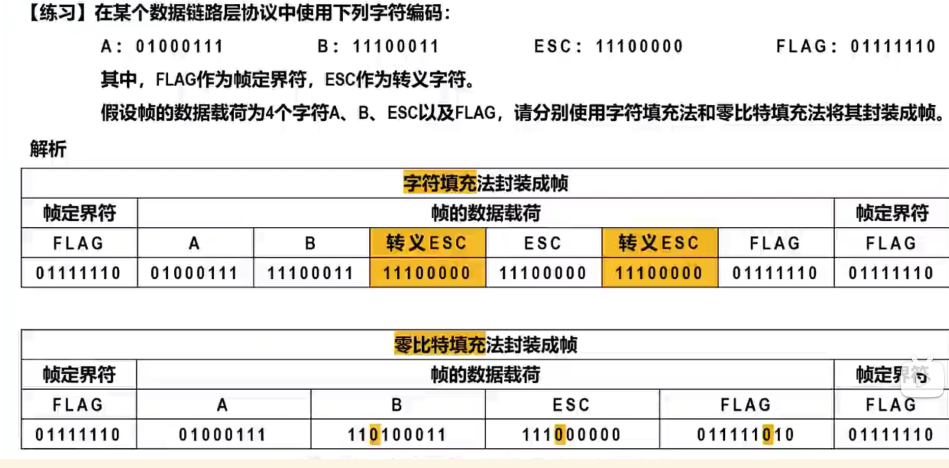 【练习】在某个数据链路层协议中使用下列字符编码：
A：01000111 B：11100011 ESC：11100000 FLAG：01111110
其中，FLAG作为帧定界符，ESC作为转义字符。
假设帧的数据载荷为4个字符A、B、ESC以及FLAG，请分别使用字符填充法和零比特填充法将其封装成帧。
解析
字符填充法封装成帧
帧定界符 帧的数据载荷 帧定界符
FLAG A B 转义ESC ESC 转义ESC FLAG FLAG
01111110 01000111 11100011 11100000 11100000 11100000 01111110 01111110
零比特填充法封装成帧
帧定界符 帧的数据载荷 帧定界符
FLAG A B ESC FLAG FLAG
01111110 01000111 110100011 111000000 011111010 01111110